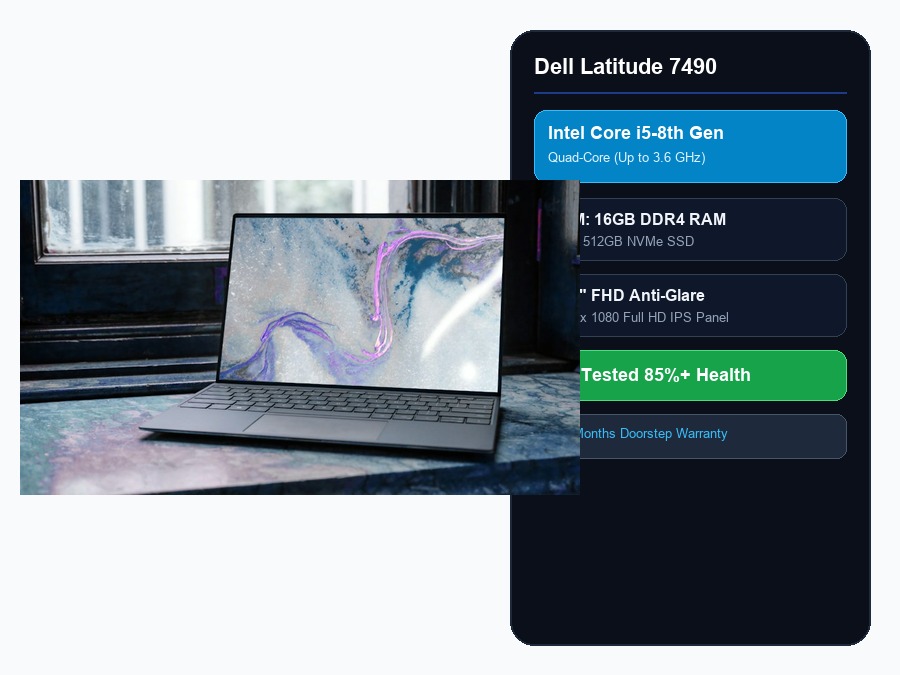 Dell Latitude 7490
Intel Core i5-8th Gen
Quad-Core (Up to 3.6 GHz)
16GB DDR4 RAM
512GB NVMe SSD
" FHD Anti-Glare
x 1080 Full HD IPS Panel
Tested 85%+ Health
Months Doorstep Warranty